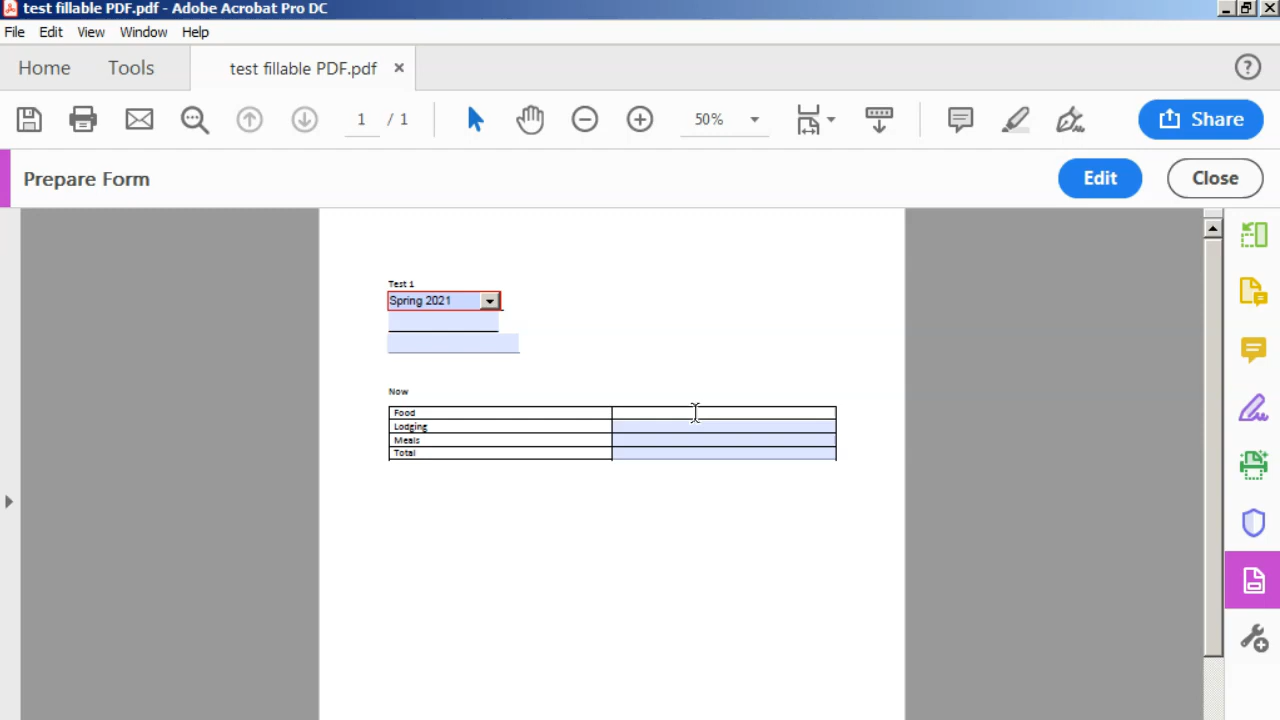 test fillable PDF.pdf - Adobe Acrobat Pro DC
File Edit View Window Help
Home Tools test fillable PDF.pdf ×
1 / 1 50% Share
Prepare Form Edit Close
Test 1
Spring 2021
Now
Food
Lodging
Meals
Total